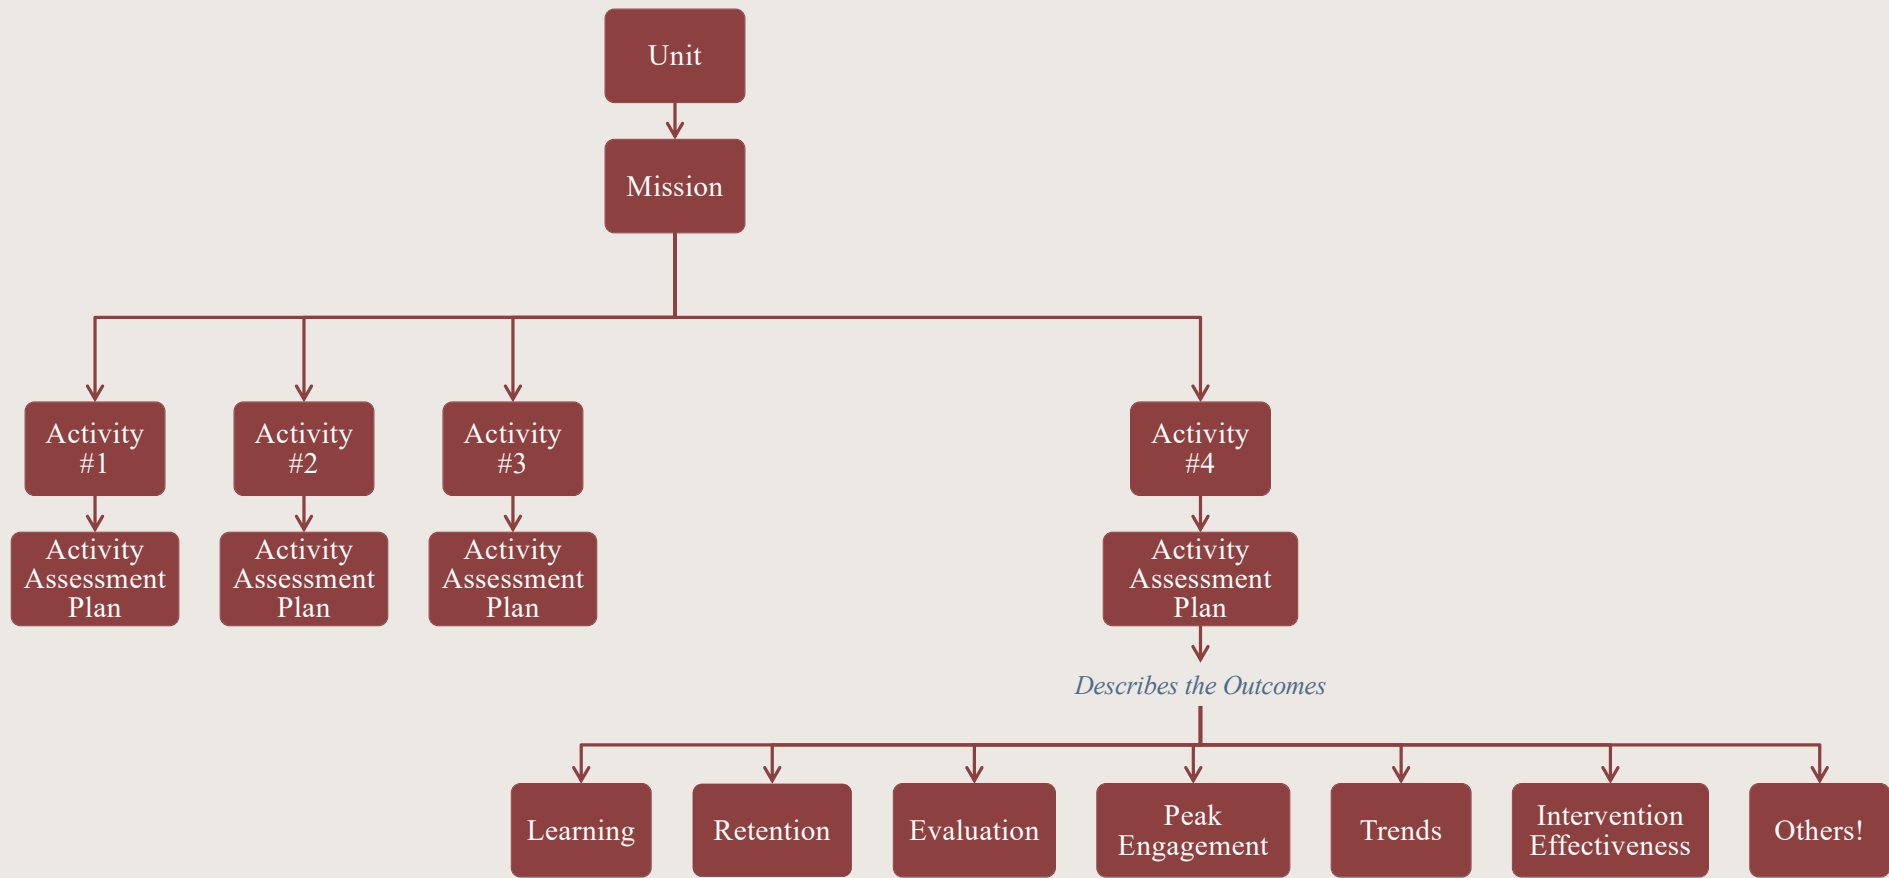 Unit
Mission
Activity
#1
Activity
#2
Activity
#3
Activity
#4
Activity
Assessment
Plan
Activity
Assessment
Plan
Activity
Assessment
Plan
Activity
Assessment
Plan
Describes the Outcomes
Learning
Retention
Evaluation
Peak
Engagement
Trends
Intervention
Effectiveness
Others!